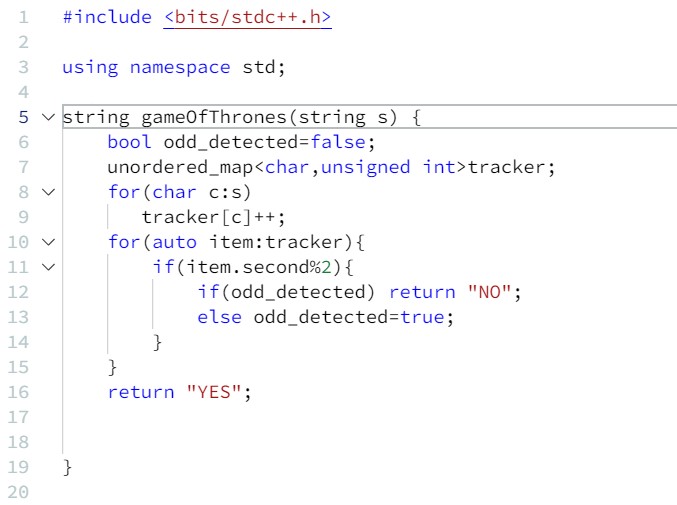 1 #include <bits/stdc++.h>
2
3 using namespace std;
4
5 string gameOfThrones(string s) {
6 bool odd_detected=false;
7 unordered_map<char,unsigned int>tracker;
8 for(char c:s)
9 tracker[c]++;
10 for(auto item:tracker){
11 if(item.second%2){
12 if(odd_detected) return "NO";
13 else odd_detected=true;
14 }
15 }
16 return "YES";
17
18
19 }
20